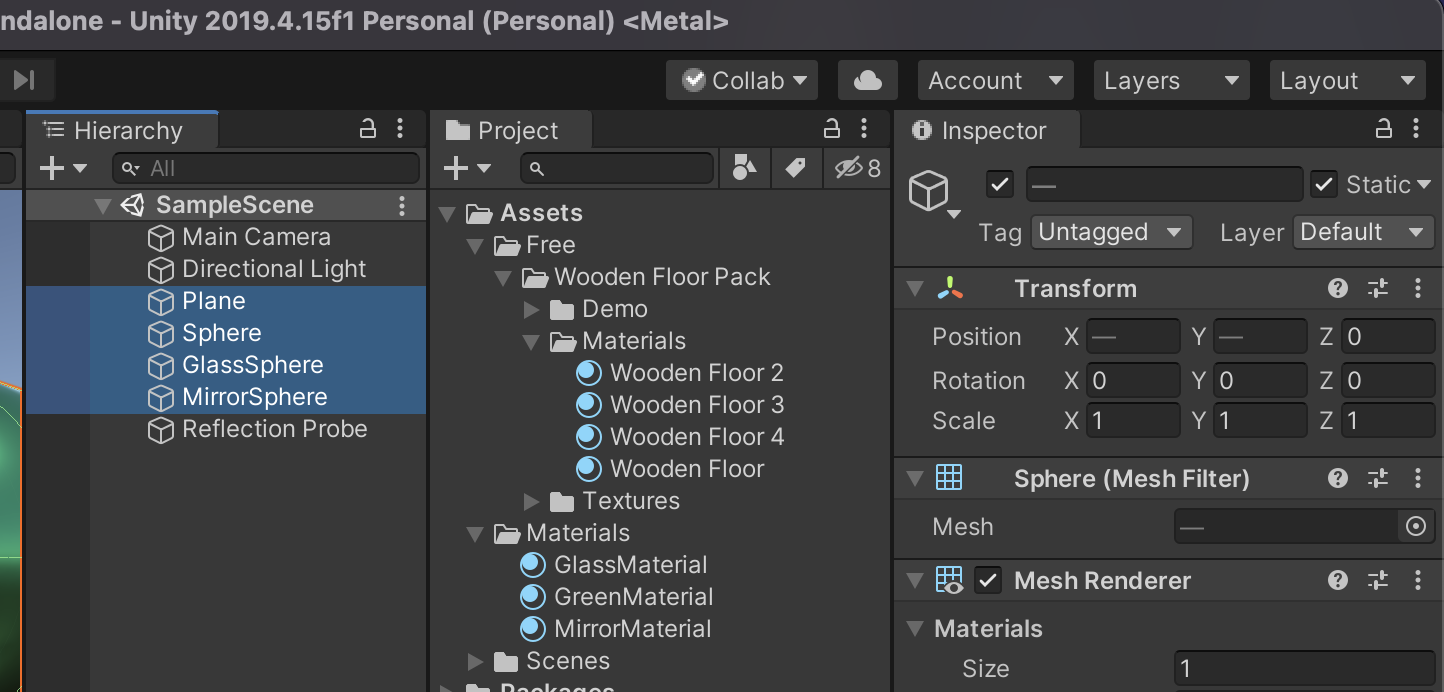 ndalone - Unity 2019.4.15f1 Personal (Personal) <Metal>
Collab
Account
Layers
Layout
Hierarchy
All
SampleScene
Main Camera
Directional Light
Plane
Sphere
GlassSphere
MirrorSphere
Reflection Probe
Project
8
Assets
Free
Wooden Floor Pack
Demo
Materials
Wooden Floor 2
Wooden Floor 3
Wooden Floor 4
Wooden Floor
Textures
Materials
GlassMaterial
GreenMaterial
MirrorMaterial
Scenes
Packages
Inspector
— Static
Tag Untagged Layer Default
Transform
Position X — Y — Z 0
Rotation X 0 Y 0 Z 0
Scale X 1 Y 1 Z 1
Sphere (Mesh Filter)
Mesh —
Mesh Renderer
Materials
Size 1